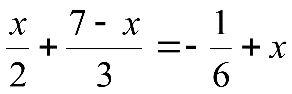 x/2 + (7 - x)/3 = - 1/6 + x